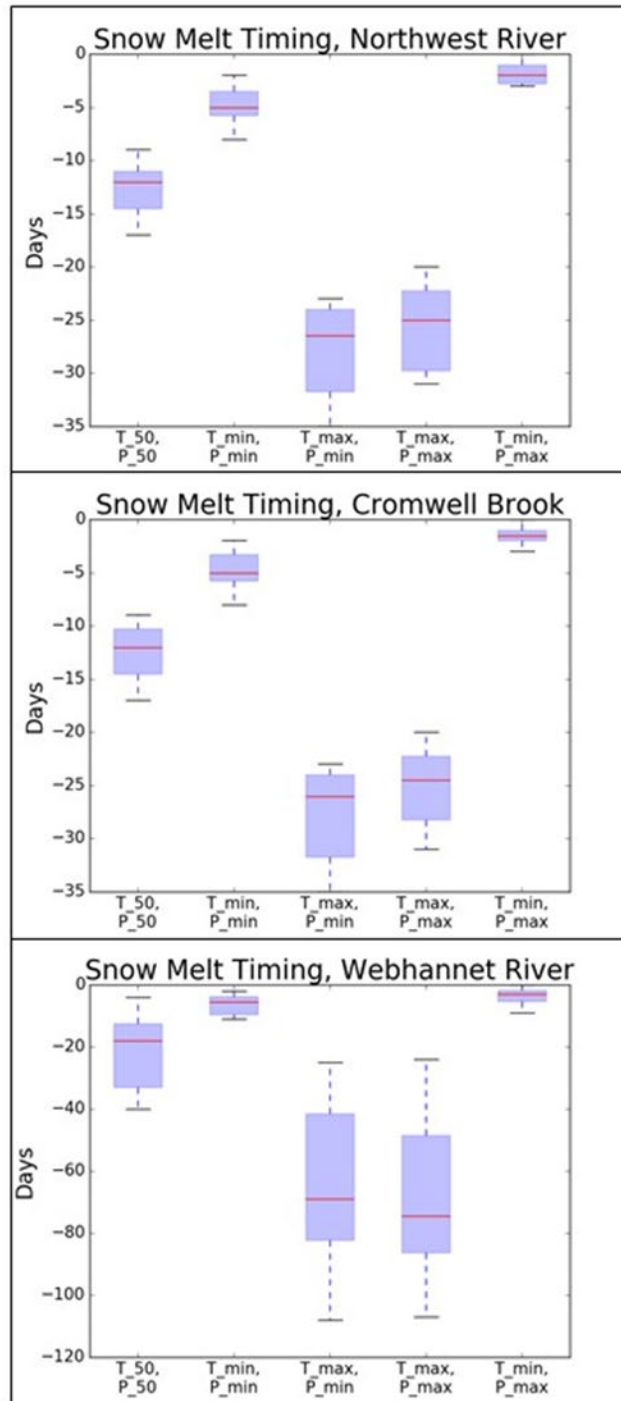 Snow Melt Timing, Northwest River
0
−5
−10
−15
−20
−25
−30
−35
Days
T_50, T_min, T_max, T_max, T_min,
P_50 P_min P_min P_max P_max
Snow Melt Timing, Cromwell Brook
0
−5
−10
−15
−20
−25
−30
−35
Days
T_50, T_min, T_max, T_max, T_min,
P_50 P_min P_min P_max P_max
Snow Melt Timing, Webhannet River
0
−20
−40
−60
−80
−100
−120
Days
T_50, T_min, T_max, T_max, T_min,
P_50 P_min P_min P_max P_max